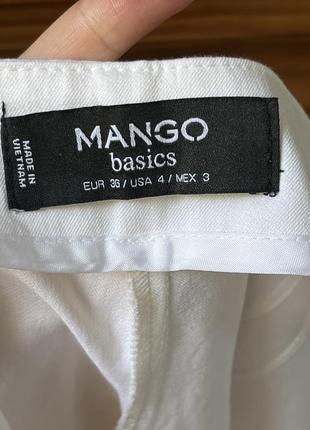 MANGO
basics
EUR 36 / USA 4 / MEX 3
MADE IN
VIETNAM